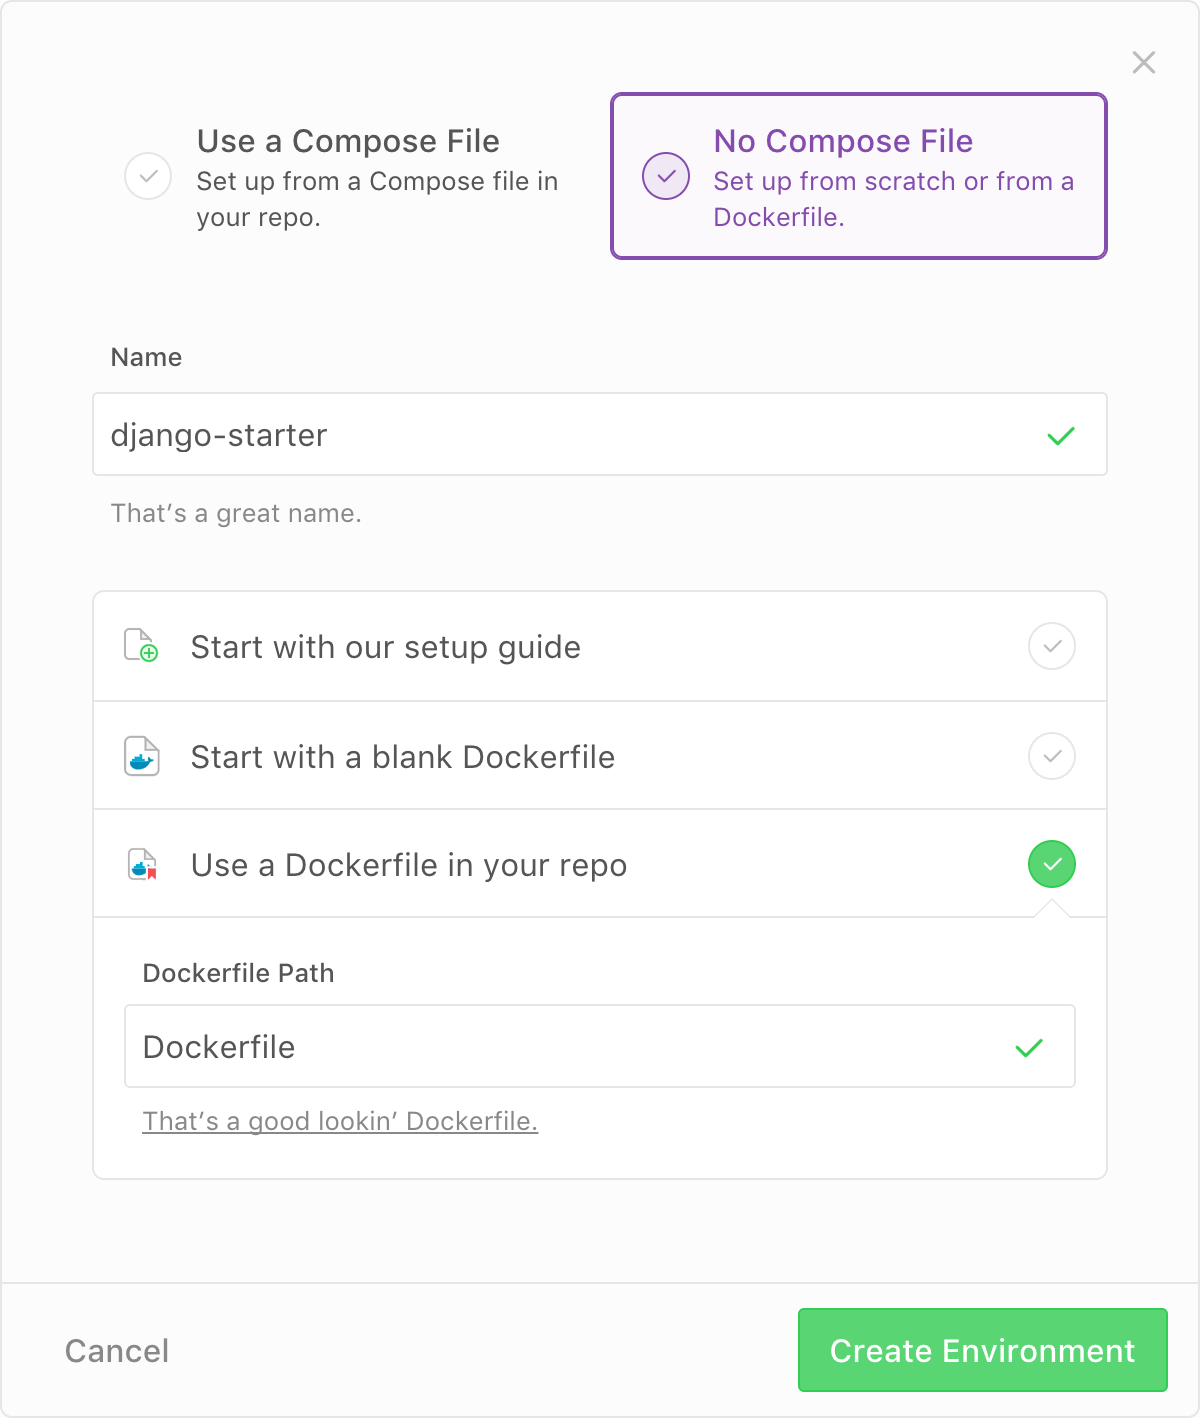 Use a Compose File
Set up from a Compose file in
your repo.
No Compose File
Set up from scratch or from a
Dockerfile.
Name
django-starter
That’s a great name.
Start with our setup guide
Start with a blank Dockerfile
Use a Dockerfile in your repo
Dockerfile Path
Dockerfile
That’s a good lookin’ Dockerfile.
Cancel
Create Environment